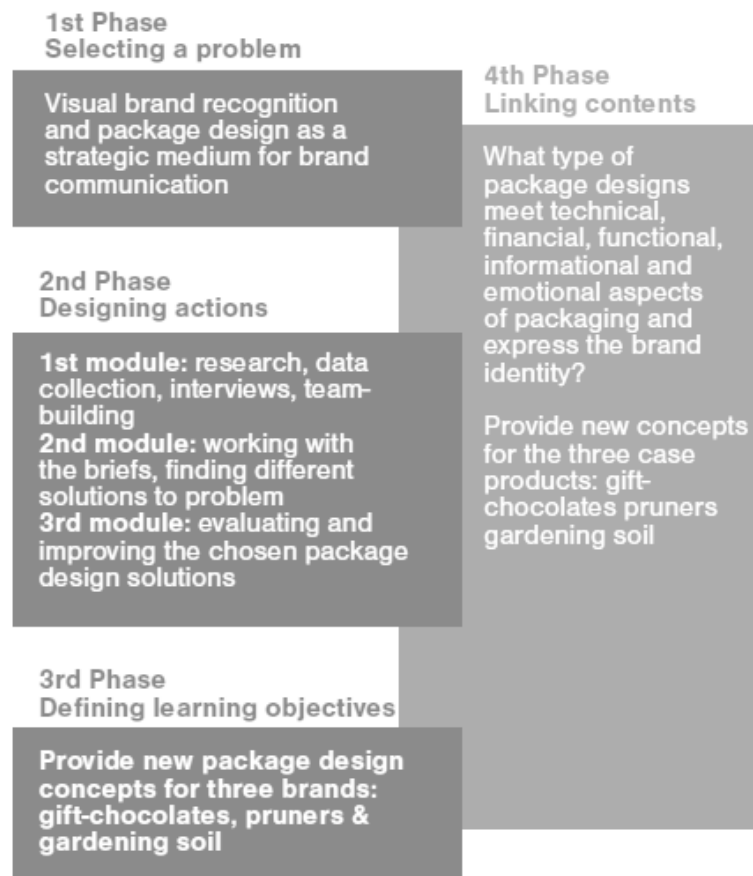 1st Phase
Selecting a problem
Visual brand recognition
and package design as a
strategic medium for brand
communication
2nd Phase
Designing actions
1st module: research, data
collection, interviews, team-
building
2nd module: working with
the briefs, finding different
solutions to problem
3rd module: evaluating and
improving the chosen package
design solutions
3rd Phase
Defining learning objectives
Provide new package design
concepts for three brands:
gift-chocolates, pruners &
gardening soil
4th Phase
Linking contents
What type of
package designs
meet technical,
financial, functional,
informational and
emotional aspects
of packaging and
express the brand
identity?
Provide new concepts
for the three case
products: gift-
chocolates pruners
gardening soil